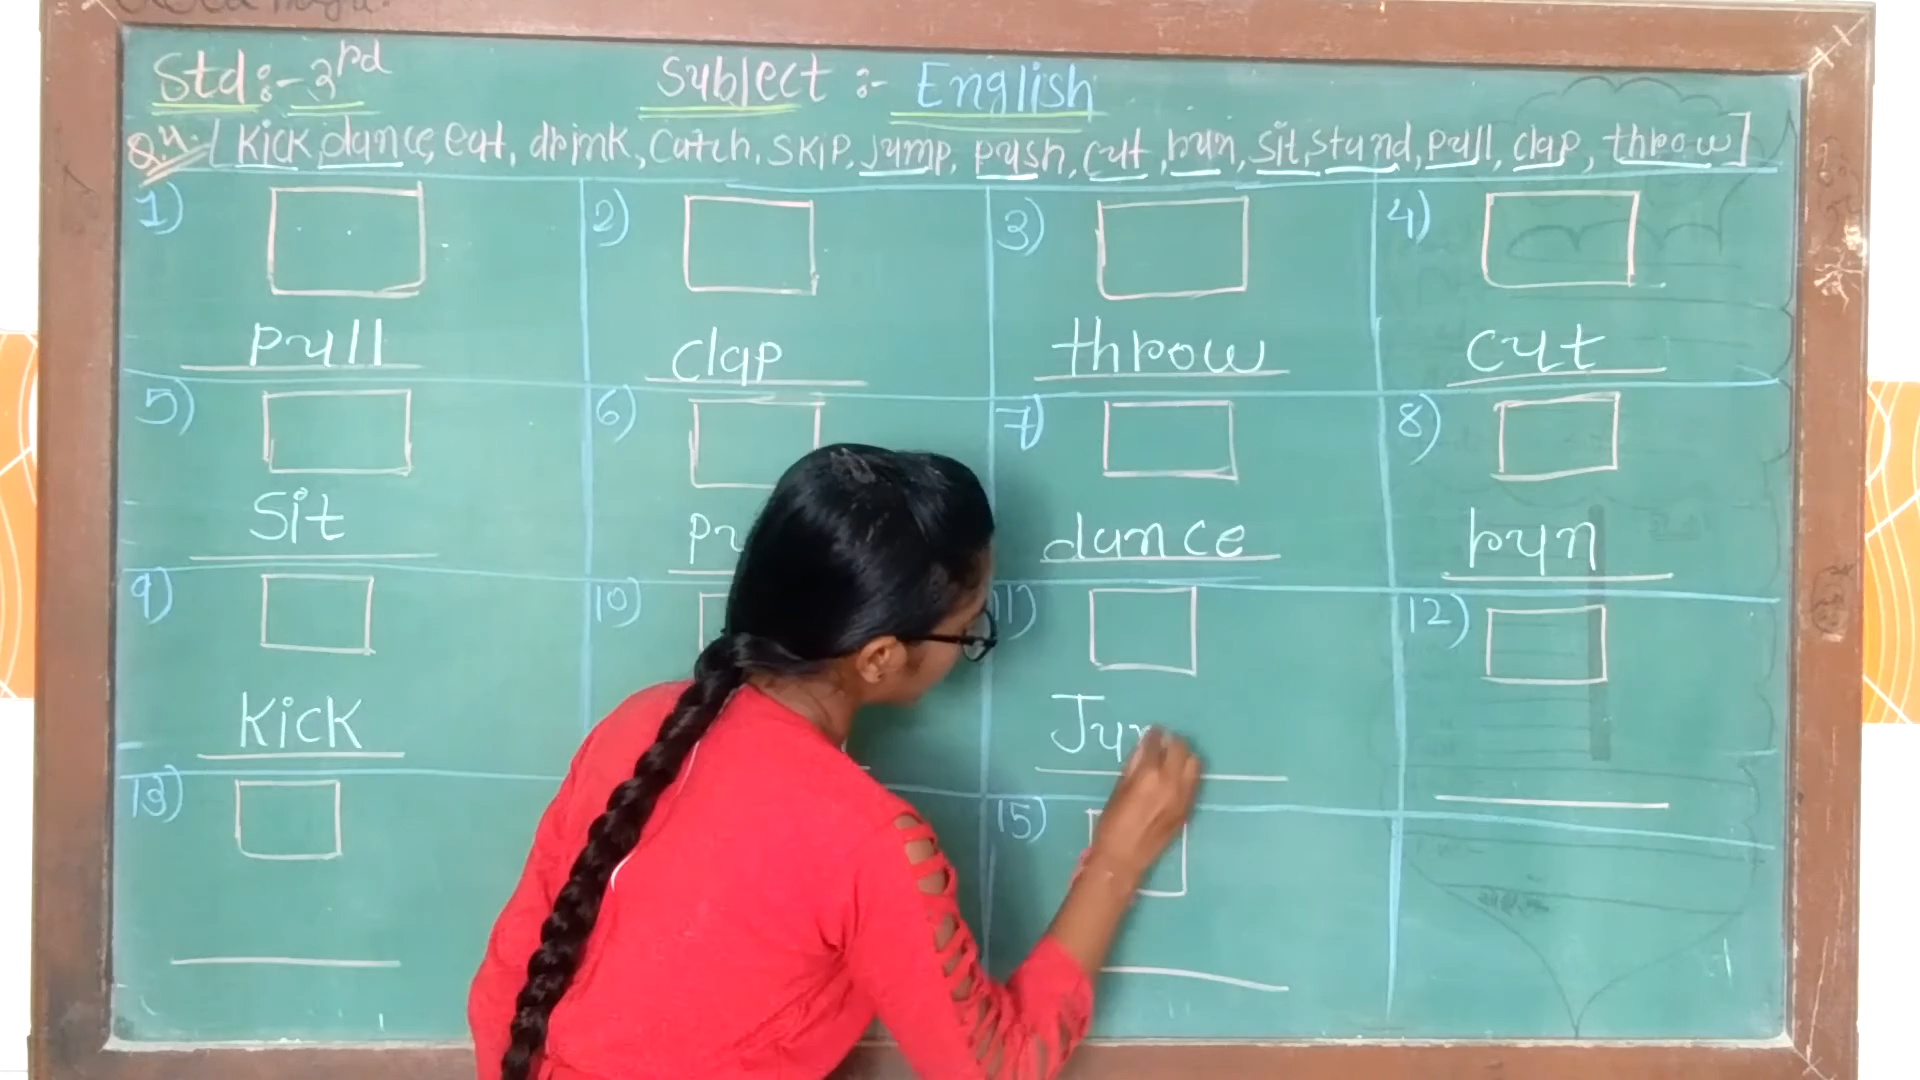 Std:- 3rd Subject :- English
Q.4. [Kick, dance, eat, drink, catch, skip, jump, push, cut, run, sit, stand, pull, clap, throw]
1) 2) 3) 4)
pull clap throw cut
5) 6) 7) 8)
Sit dance run
9) 10) 11) 12)
Kick
13) 15)